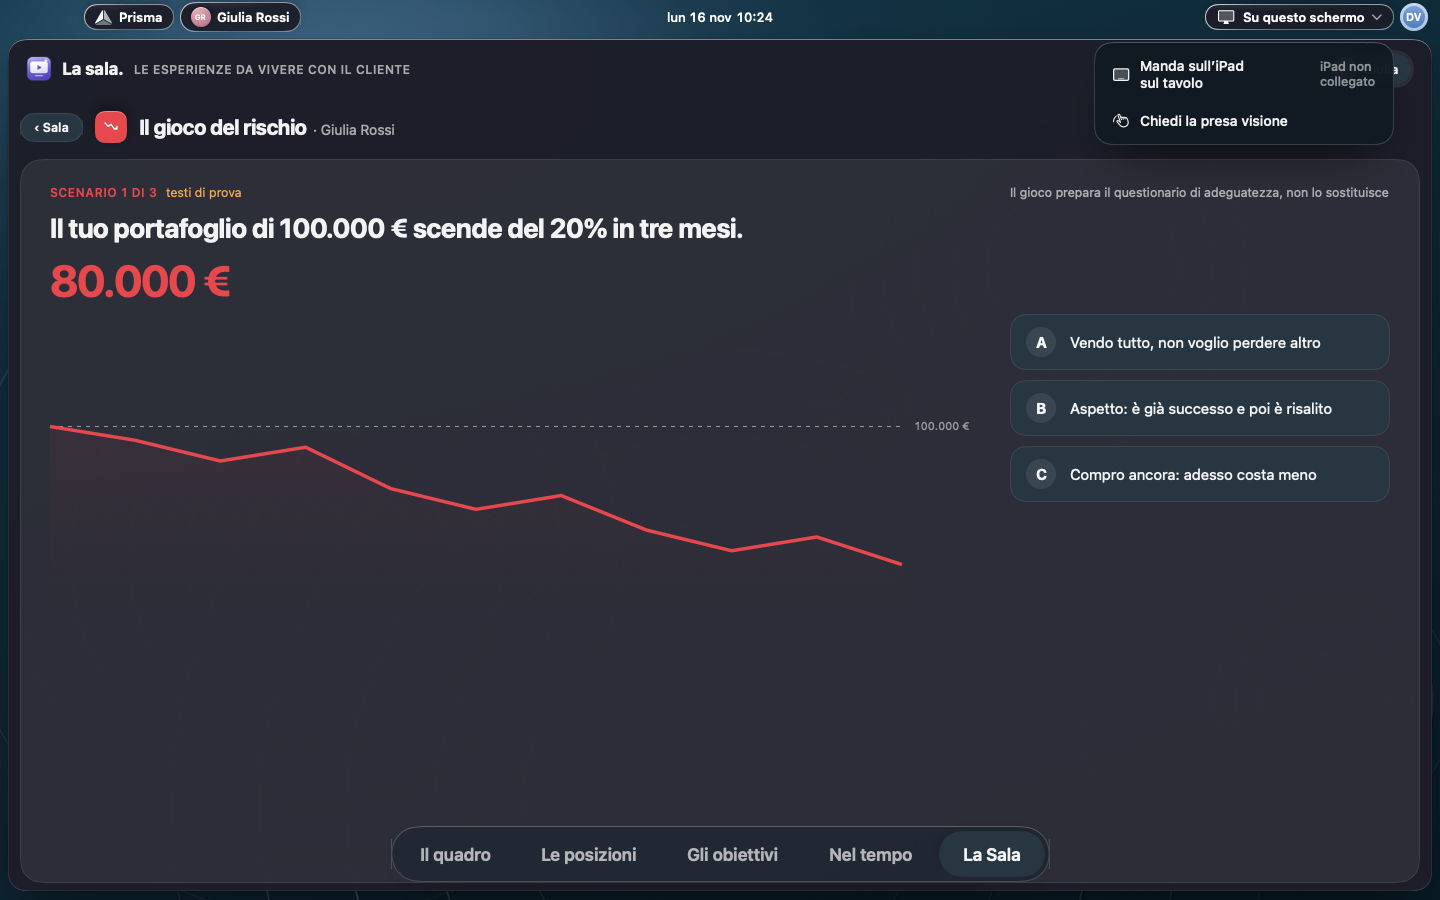 Prisma
GR
Giulia Rossi
lun 16 nov 10:24
Su questo schermo
DV
La sala.
LE ESPERIENZE DA VIVERE CON IL CLIENTE
Manda sull'iPad
sul tavolo
iPad non
collegato
Chiedi la presa visione
‹ Sala
Il gioco del rischio
· Giulia Rossi
SCENARIO 1 DI 3
testi di prova
Il gioco prepara il questionario di adeguatezza, non lo sostituisce
Il tuo portafoglio di 100.000 € scende del 20% in tre mesi.
80.000 €
100.000 €
A
Vendo tutto, non voglio perdere altro
B
Aspetto: è già successo e poi è risalito
C
Compro ancora: adesso costa meno
Il quadro
Le posizioni
Gli obiettivi
Nel tempo
La Sala